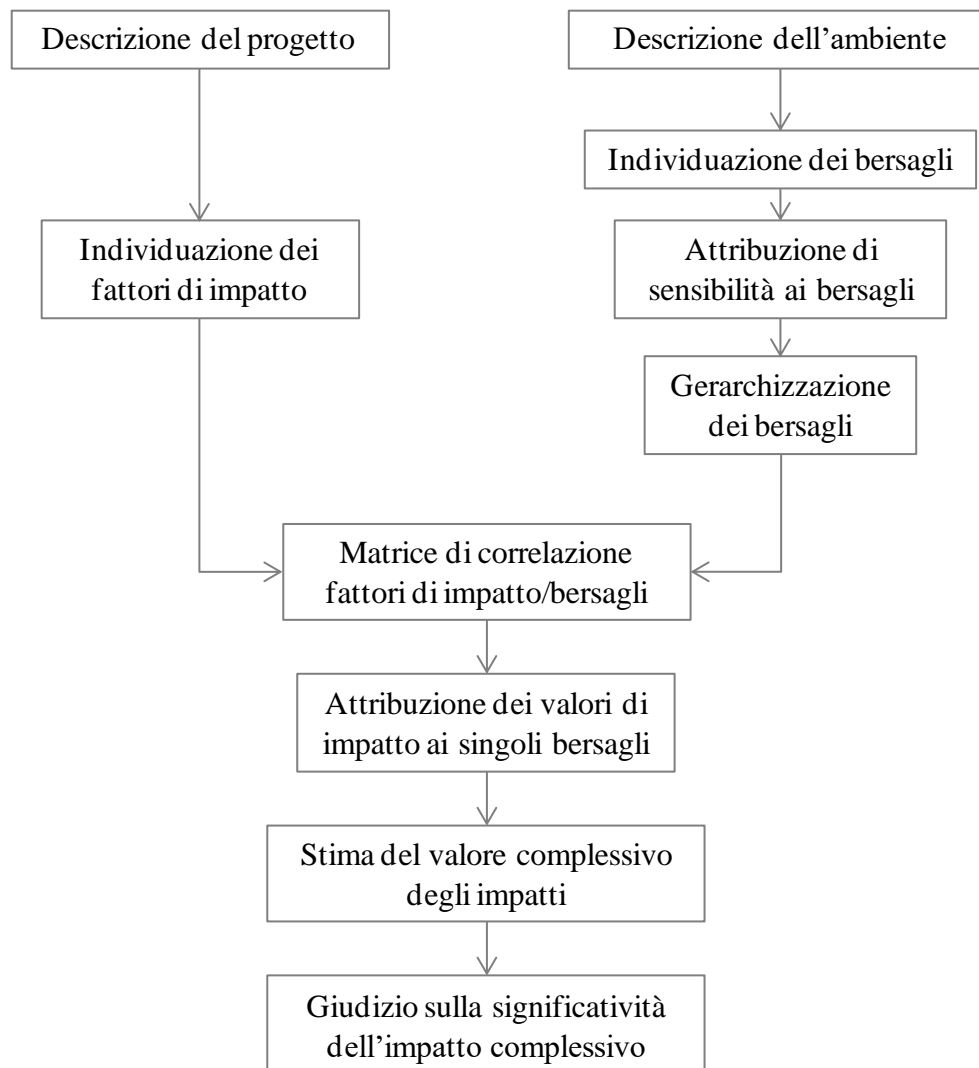 Descrizione del progetto
Descrizione dell’ambiente
Individuazione dei bersagli
Individuazione dei
fattori di impatto
Attribuzione di
sensibilità ai bersagli
Gerarchizzazione
dei bersagli
Matrice di correlazione
fattori di impatto/bersagli
Attribuzione dei valori di
impatto ai singoli bersagli
Stima del valore complessivo
degli impatti
Giudizio sulla significatività
dell’impatto complessivo